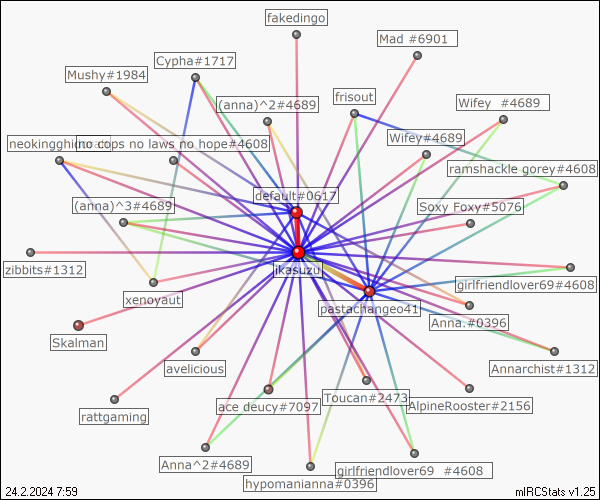 fakedingo
Mad #6901
Cypha#1717
Mushy#1984
(anna)^2#4689
frisout
Wifey #4689
neokingghidorah
no cops no laws no hope#4608
Wifey#4689
ramshackle gorey#4608
default#0617
(anna)^3#4689
Soxy Foxy#5076
zibbits#1312
jkasuzu
girlfriendlover69#4608
xenoyaut
pastachangeo41
Anna.#0396
Skalman
avelicious
Annarchist#1312
rattgaming
ace deucy#7097
Toucan#2473
AlpineRooster#2156
Anna^2#4689
girlfriendlover69 #4608
hypomanianna#0396
24.2.2024 7:59
mIRCStats v1.25